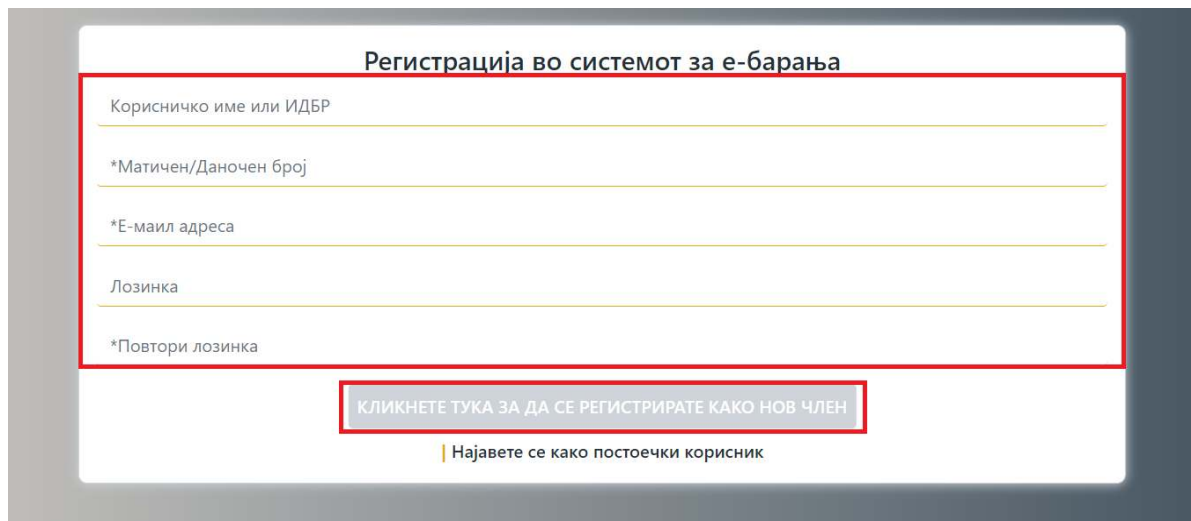 Регистрација во системот за е-барања
Корисничко име или ИДБР
*Матичен/Даночен број
*Е-маил адреса
Лозинка
*Повтори лозинка
КЛИКНЕТЕ ТУКА ЗА ДА СЕ РЕГИСТРИРАТЕ КАКО НОВ ЧЛЕН
| Најавете се како постоечки корисник